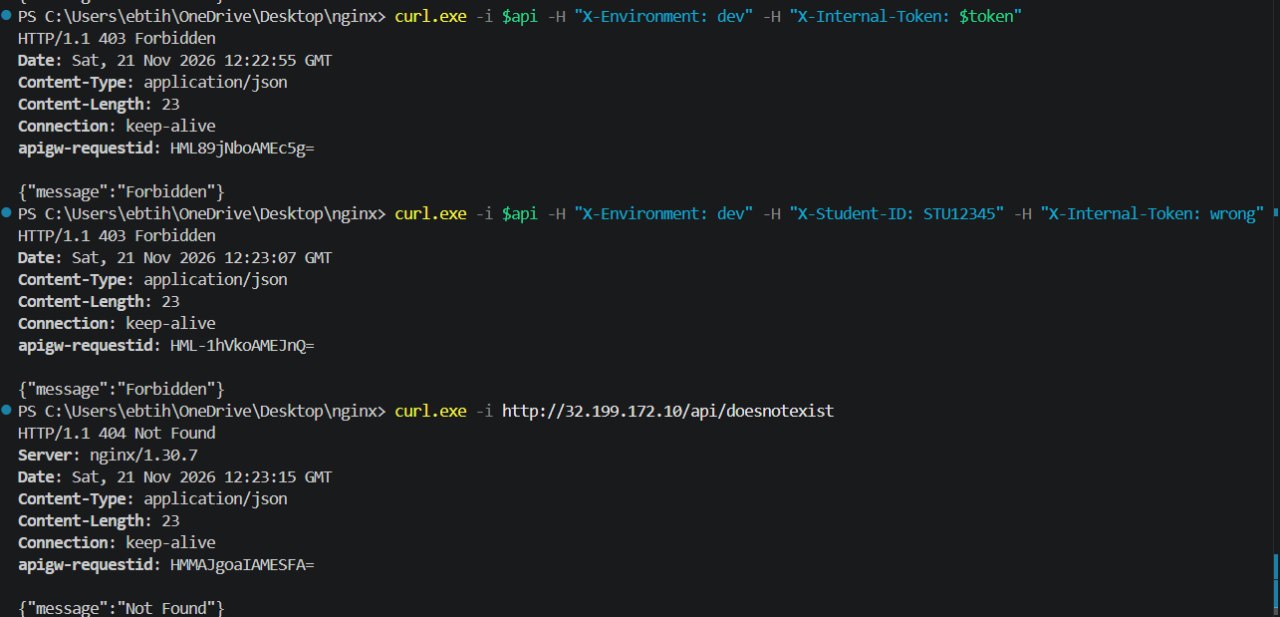 PS C:\Users\ebtih\OneDrive\Desktop\nginx> curl.exe -i $api -H "X-Environment: dev" -H "X-Internal-Token: $token"
HTTP/1.1 403 Forbidden
Date: Sat, 21 Nov 2026 12:22:55 GMT
Content-Type: application/json
Content-Length: 23
Connection: keep-alive
apigw-requestid: HML89jNboAMEc5g=
{"message":"Forbidden"}
PS C:\Users\ebtih\OneDrive\Desktop\nginx> curl.exe -i $api -H "X-Environment: dev" -H "X-Student-ID: STU12345" -H "X-Internal-Token: wrong"
HTTP/1.1 403 Forbidden
Date: Sat, 21 Nov 2026 12:23:07 GMT
Content-Type: application/json
Content-Length: 23
Connection: keep-alive
apigw-requestid: HML-1hVkoAMEJnQ=
{"message":"Forbidden"}
PS C:\Users\ebtih\OneDrive\Desktop\nginx> curl.exe -i http://32.199.172.10/api/doesnotexist
HTTP/1.1 404 Not Found
Server: nginx/1.30.7
Date: Sat, 21 Nov 2026 12:23:15 GMT
Content-Type: application/json
Content-Length: 23
Connection: keep-alive
apigw-requestid: HMMAJgoaIAMESFA=
{"message":"Not Found"}